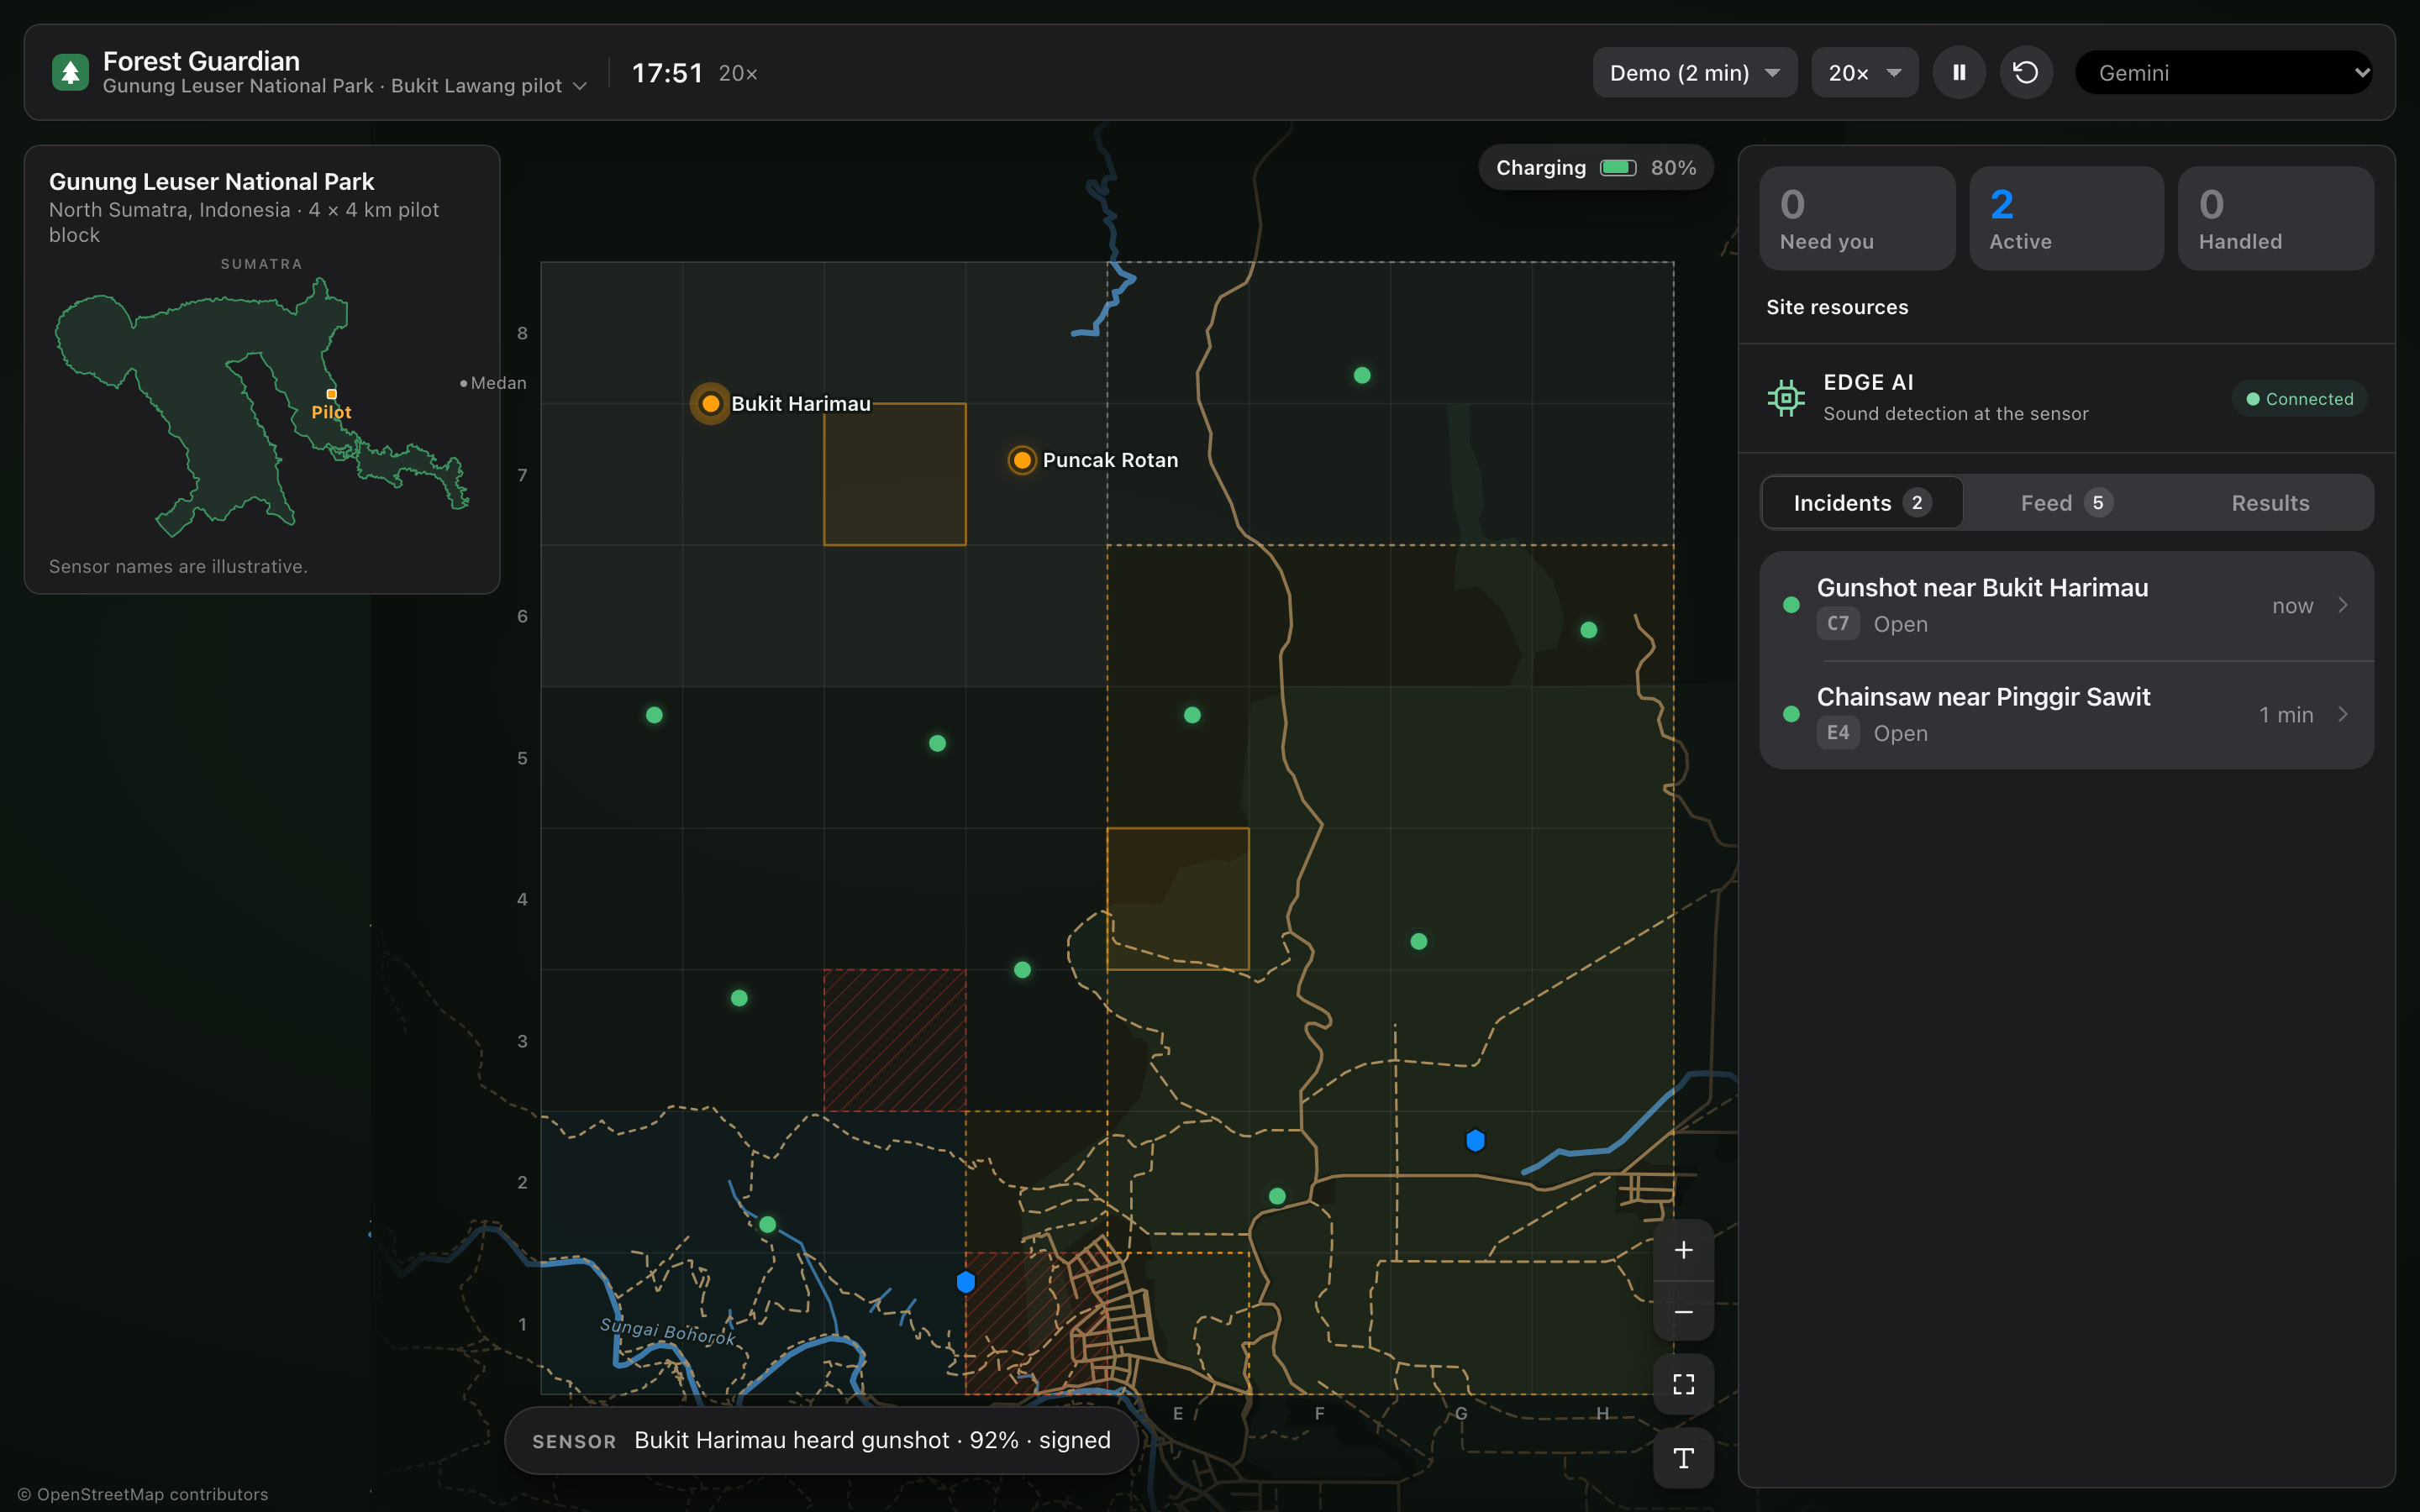 Forest Guardian
Gunung Leuser National Park · Bukit Lawang pilot
17:51 20×
Demo (2 min)
20×
Gemini
Gunung Leuser National Park
North Sumatra, Indonesia · 4 × 4 km pilot
block
SUMATRA
Medan
Pilot
Sensor names are illustrative.
Charging 80%
8
7
6
5
4
3
2
1
Bukit Harimau
Puncak Rotan
Sungai Bohorok
E F G H
SENSOR Bukit Harimau heard gunshot · 92% · signed
© OpenStreetMap contributors
0
Need you
2
Active
0
Handled
Site resources
EDGE AI
Sound detection at the sensor
Connected
Incidents 2
Feed 5
Results
Gunshot near Bukit Harimau
C7 Open
now
Chainsaw near Pinggir Sawit
E4 Open
1 min